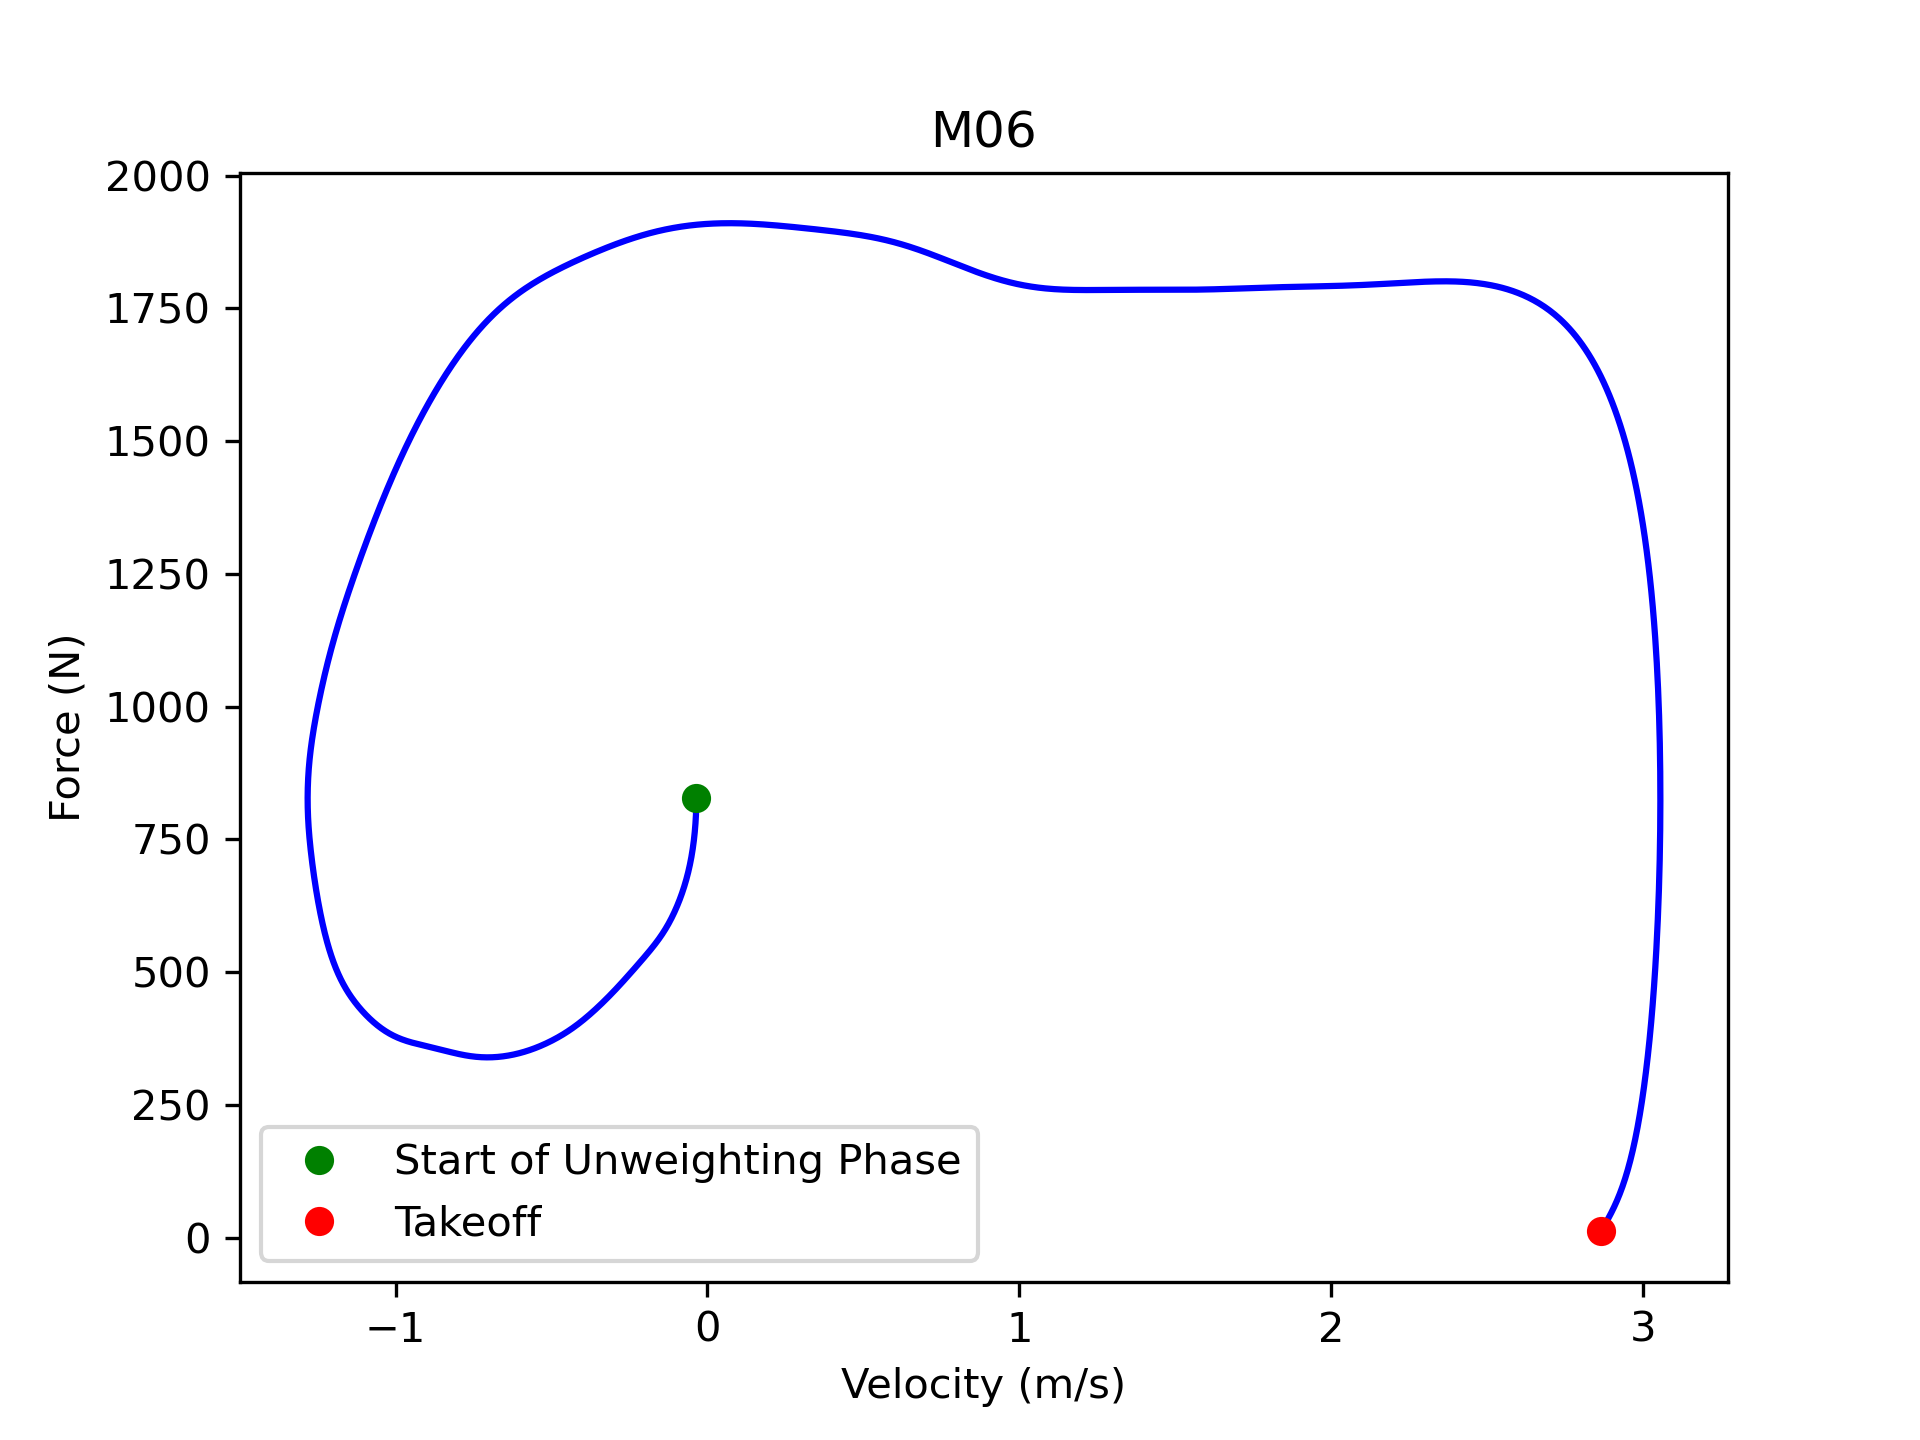 M06
2000
1750
1500
1250
1000
750
500
250
0
Force (N)
Start of Unweighting Phase
Takeoff
−1 0 1 2 3
Velocity (m/s)